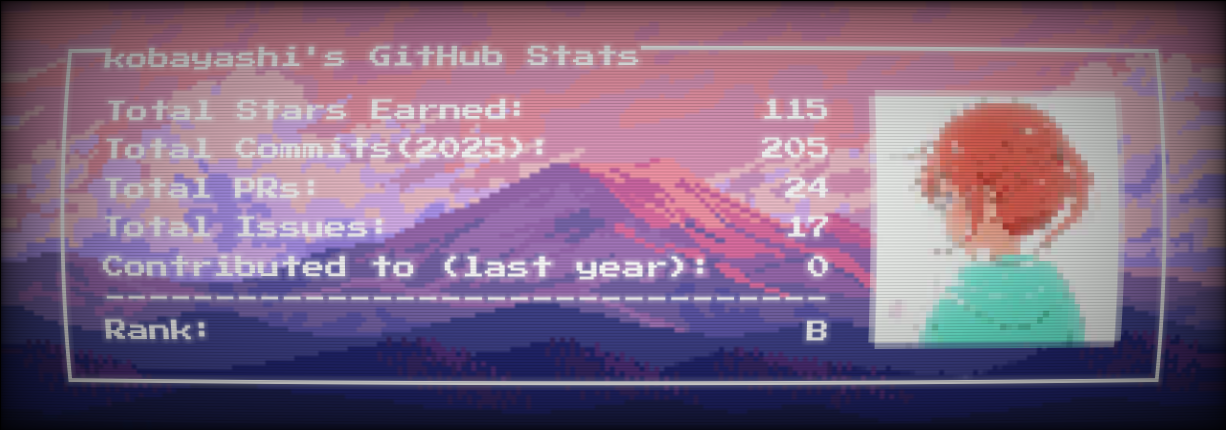 kobayashi's GitHub Stats
Total Stars Earned: 115
Total Commits(2025): 205
Total PRs: 24
Total Issues: 17
Contributed to (last year): 0
Rank: B